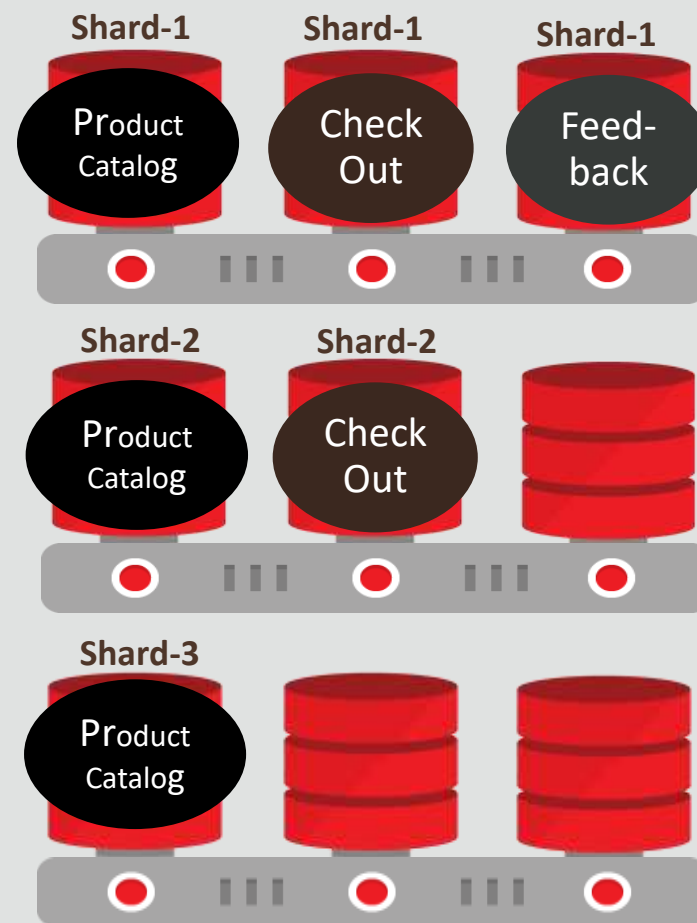 Shard-1 Shard-1 Shard-1
Product
Catalog
Check
Out
Feed-
back
Shard-2 Shard-2
Product
Catalog
Check
Out
Shard-3
Product
Catalog